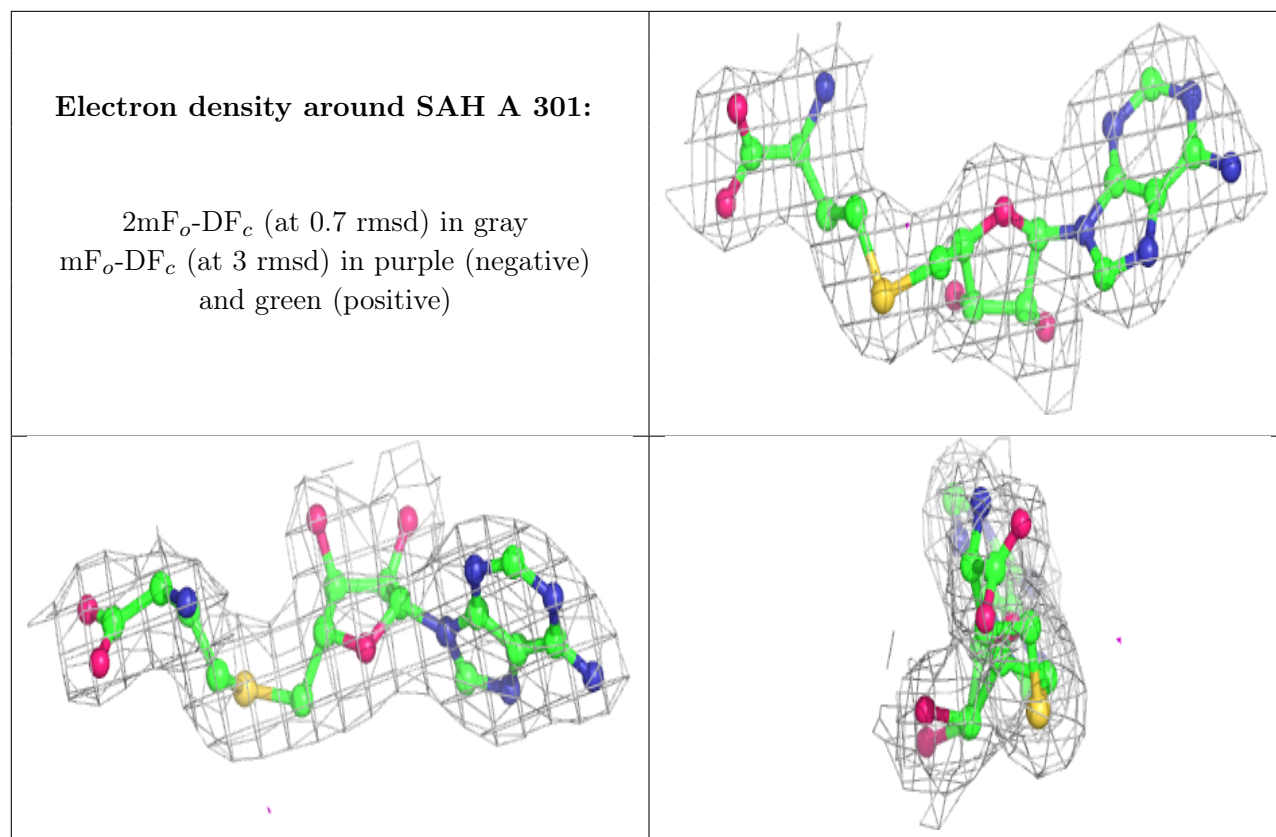 Electron density around SAH A 301:
2mFo-DFc (at 0.7 rmsd) in gray
mFo-DFc (at 3 rmsd) in purple (negative)
and green (positive)